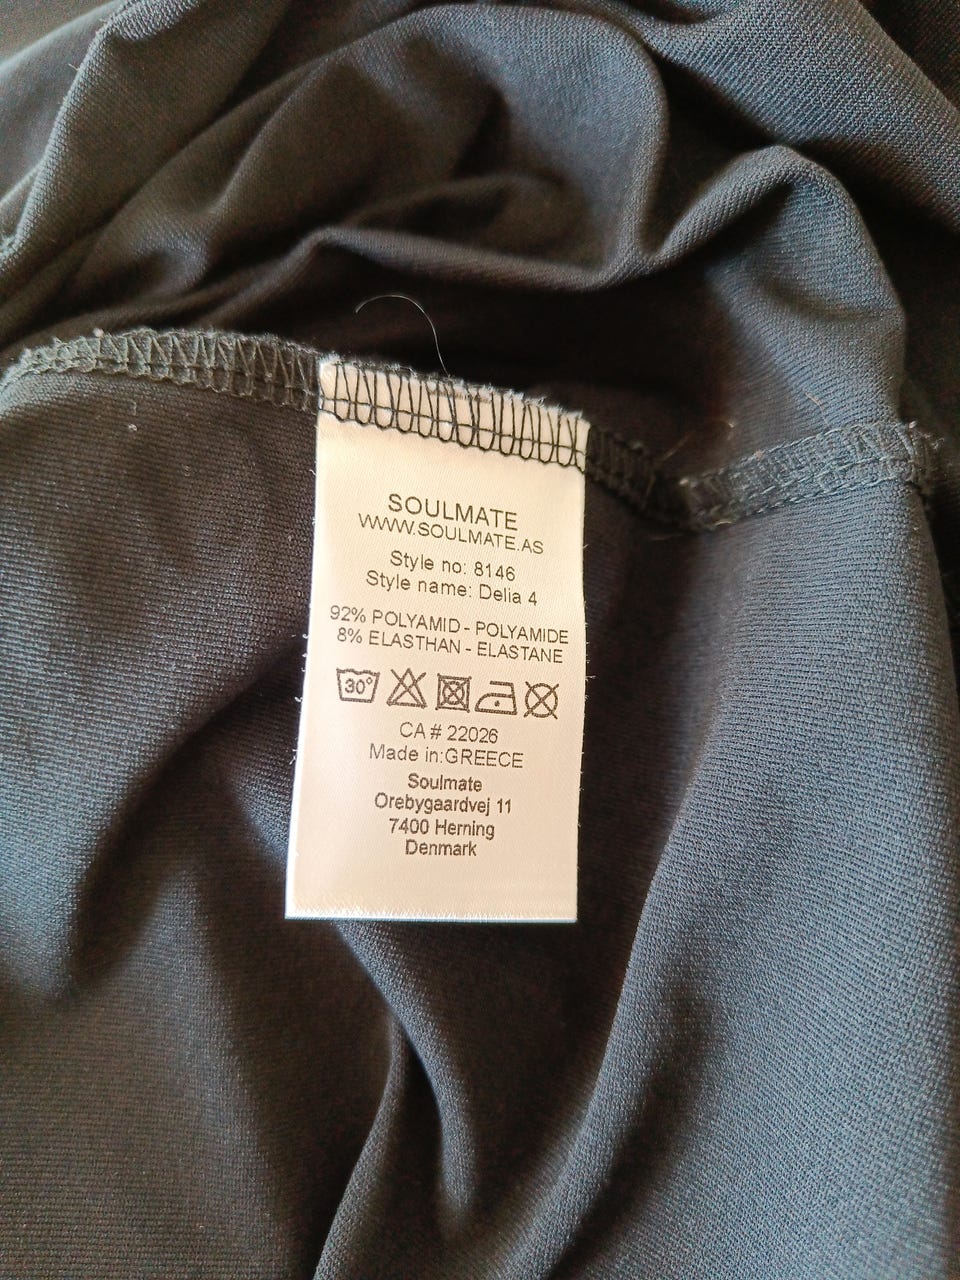 SOULMATE
WWW.SOULMATE.AS
Style no: 8146
Style name: Delia 4
92% POLYAMID - POLYAMIDE
8% ELASTHAN - ELASTANE
30°
CA # 22026
Made in:GREECE
Soulmate
Orebygaardvej 11
7400 Herning
Denmark